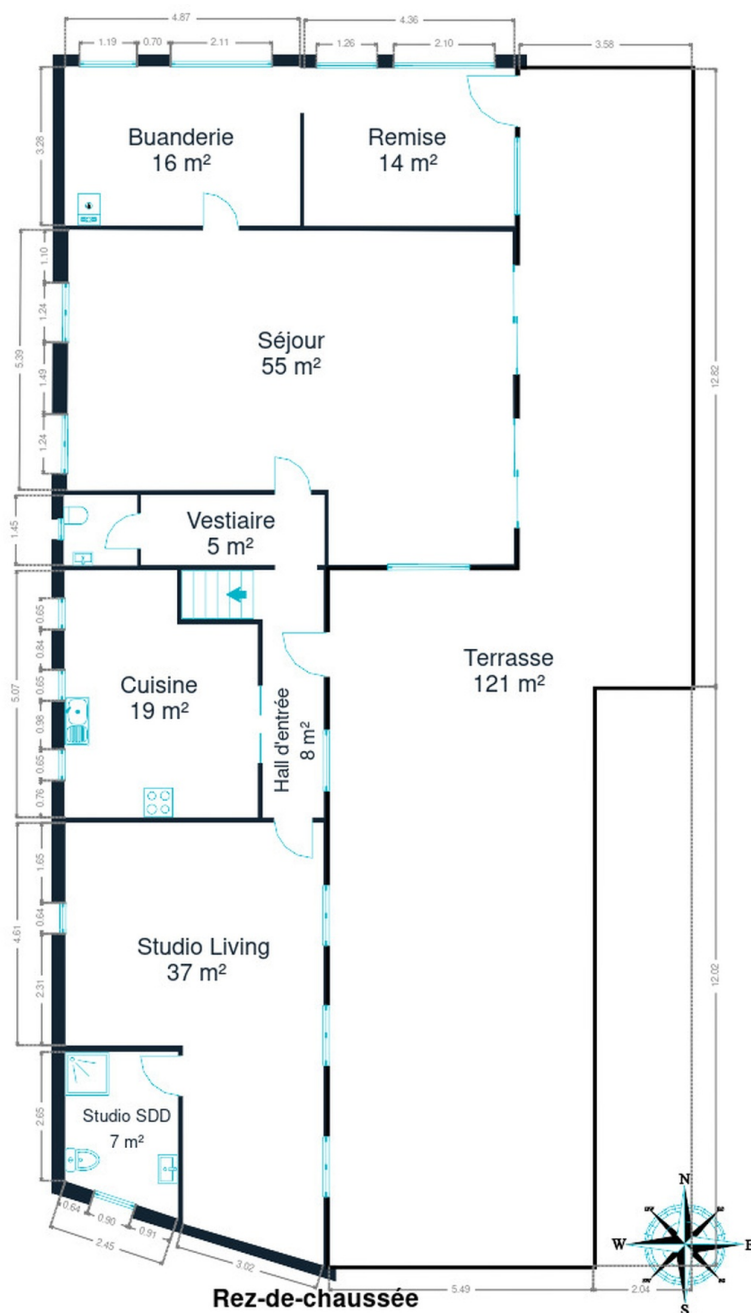 4.87
4.36
1.19
0.70
2.11
1.26
2.10
3.58
3.28
Buanderie
16 m²
Remise
14 m²
1.10
1.24
5.39
1.49
1.24
Séjour
55 m²
12.82
1.45
Vestiaire
5 m²
5.07
0.65
0.84
0.65
0.98
0.65
0.76
Cuisine
19 m²
Hall d'entrée
8 m²
Terrasse
121 m²
4.61
1.65
0.64
2.31
Studio Living
37 m²
12.02
2.65
Studio SDD
7 m²
0.64
0.90
0.91
2.45
3.02
5.49
2.04
N
W
E
S
Rez-de-chaussée